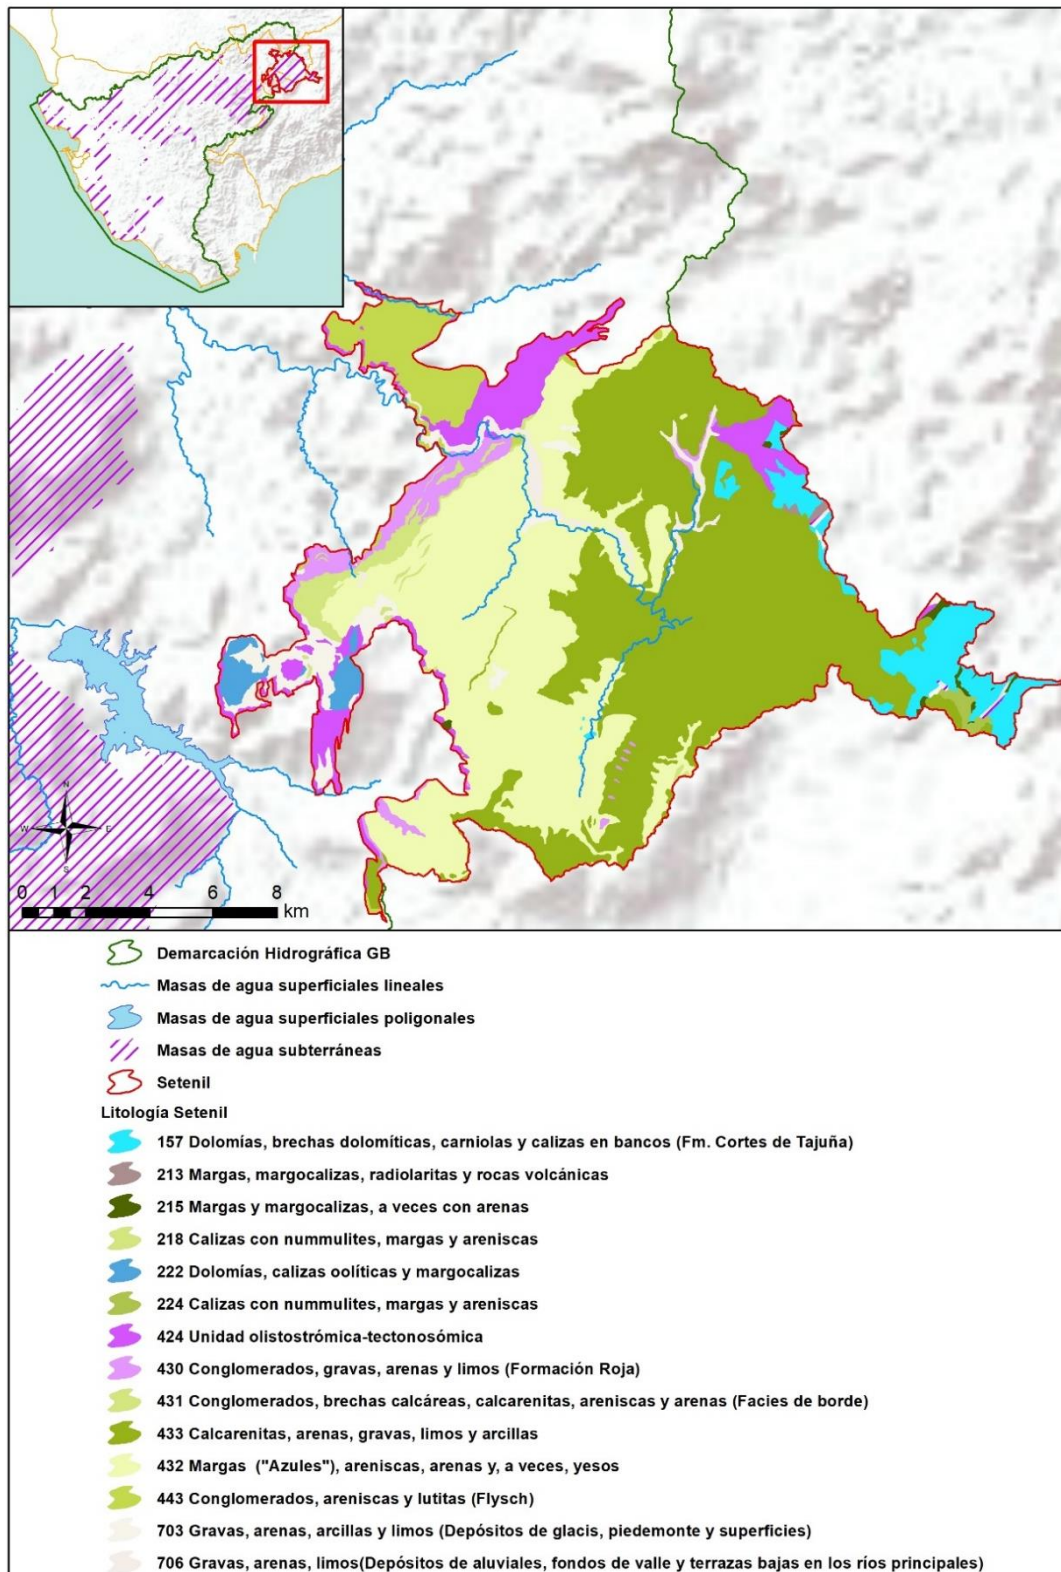 N
W
E
S
0 1 2 4 6 8
km
Demarcación Hidrográfica GB
Masas de agua superficiales lineales
Masas de agua superficiales poligonales
Masas de agua subterráneas
Setenil
Litología Setenil
157 Dolomías, brechas dolomíticas, carniolas y calizas en bancos (Fm. Cortes de Tajuña)
213 Margas, margocalizas, radiolaritas y rocas volcánicas
215 Margas y margocalizas, a veces con arenas
218 Calizas con nummulites, margas y areniscas
222 Dolomías, calizas oolíticas y margocalizas
224 Calizas con nummulites, margas y areniscas
424 Unidad olistostrómica-tectonosómica
430 Conglomerados, gravas, arenas y limos (Formación Roja)
431 Conglomerados, brechas calcáreas, calcarenitas, areniscas y arenas (Facies de borde)
433 Calcarenitas, arenas, gravas, limos y arcillas
432 Margas ("Azules"), areniscas, arenas y, a veces, yesos
443 Conglomerados, areniscas y lutitas (Flysch)
703 Gravas, arenas, arcillas y limos (Depósitos de glacis, piedemonte y superficies)
706 Gravas, arenas, limos(Depósitos de aluviales, fondos de valle y terrazas bajas en los ríos principales)